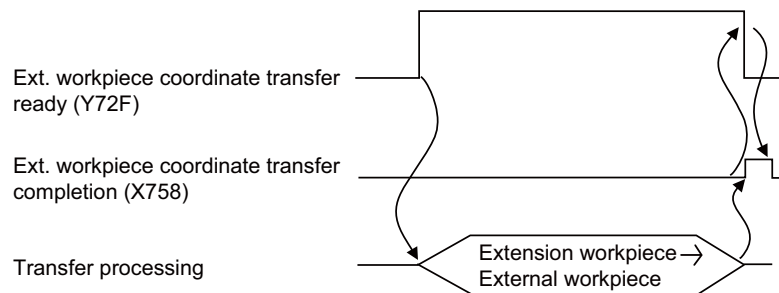 Ext. workpiece coordinate transfer
ready (Y72F)
Ext. workpiece coordinate transfer
completion (X758)
Transfer processing
Extension workpiece →
External workpiece